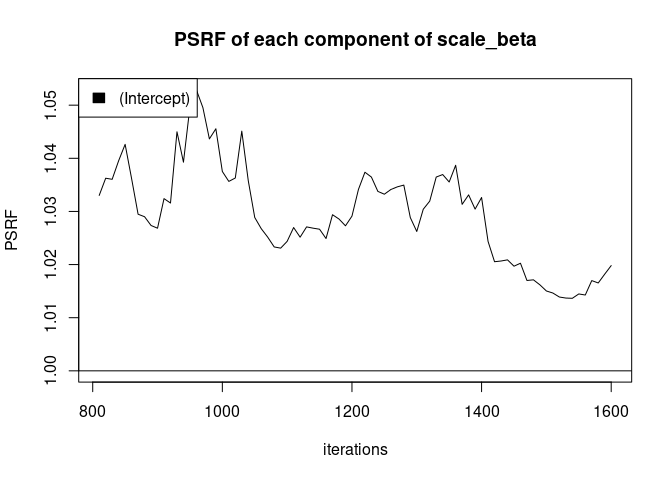 PSRF of each component of scale_beta
(Intercept)
PSRF
1.05
1.04
1.03
1.02
1.01
1.00
800 1000 1200 1400 1600
iterations